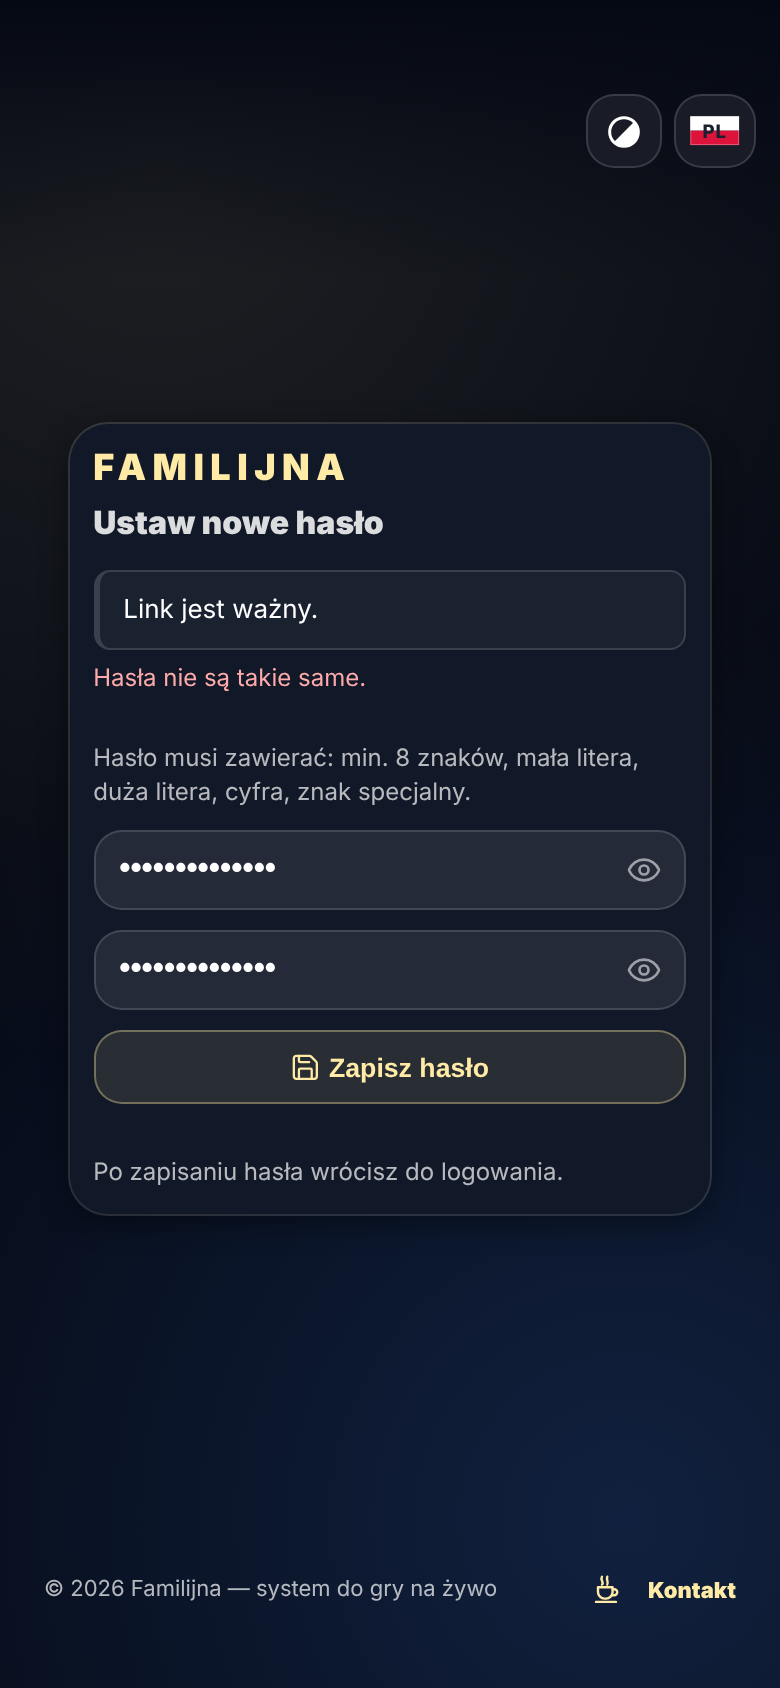 PL
FAMILIJNA
Ustaw nowe hasło
Link jest ważny.
Hasła nie są takie same.
Hasło musi zawierać: min. 8 znaków, mała litera,
duża litera, cyfra, znak specjalny.
••••••••••••••
••••••••••••••
Zapisz hasło
Po zapisaniu hasła wrócisz do logowania.
© 2026 Familijna — system do gry na żywo
Kontakt